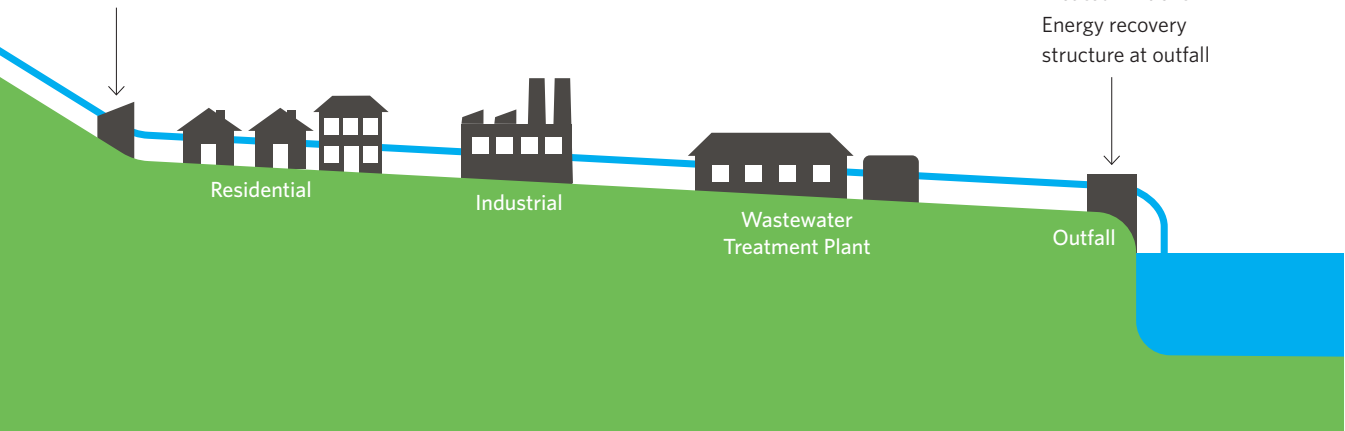 Energy recovery
structure at outfall
Residential
Industrial
Wastewater
Treatment Plant
Outfall